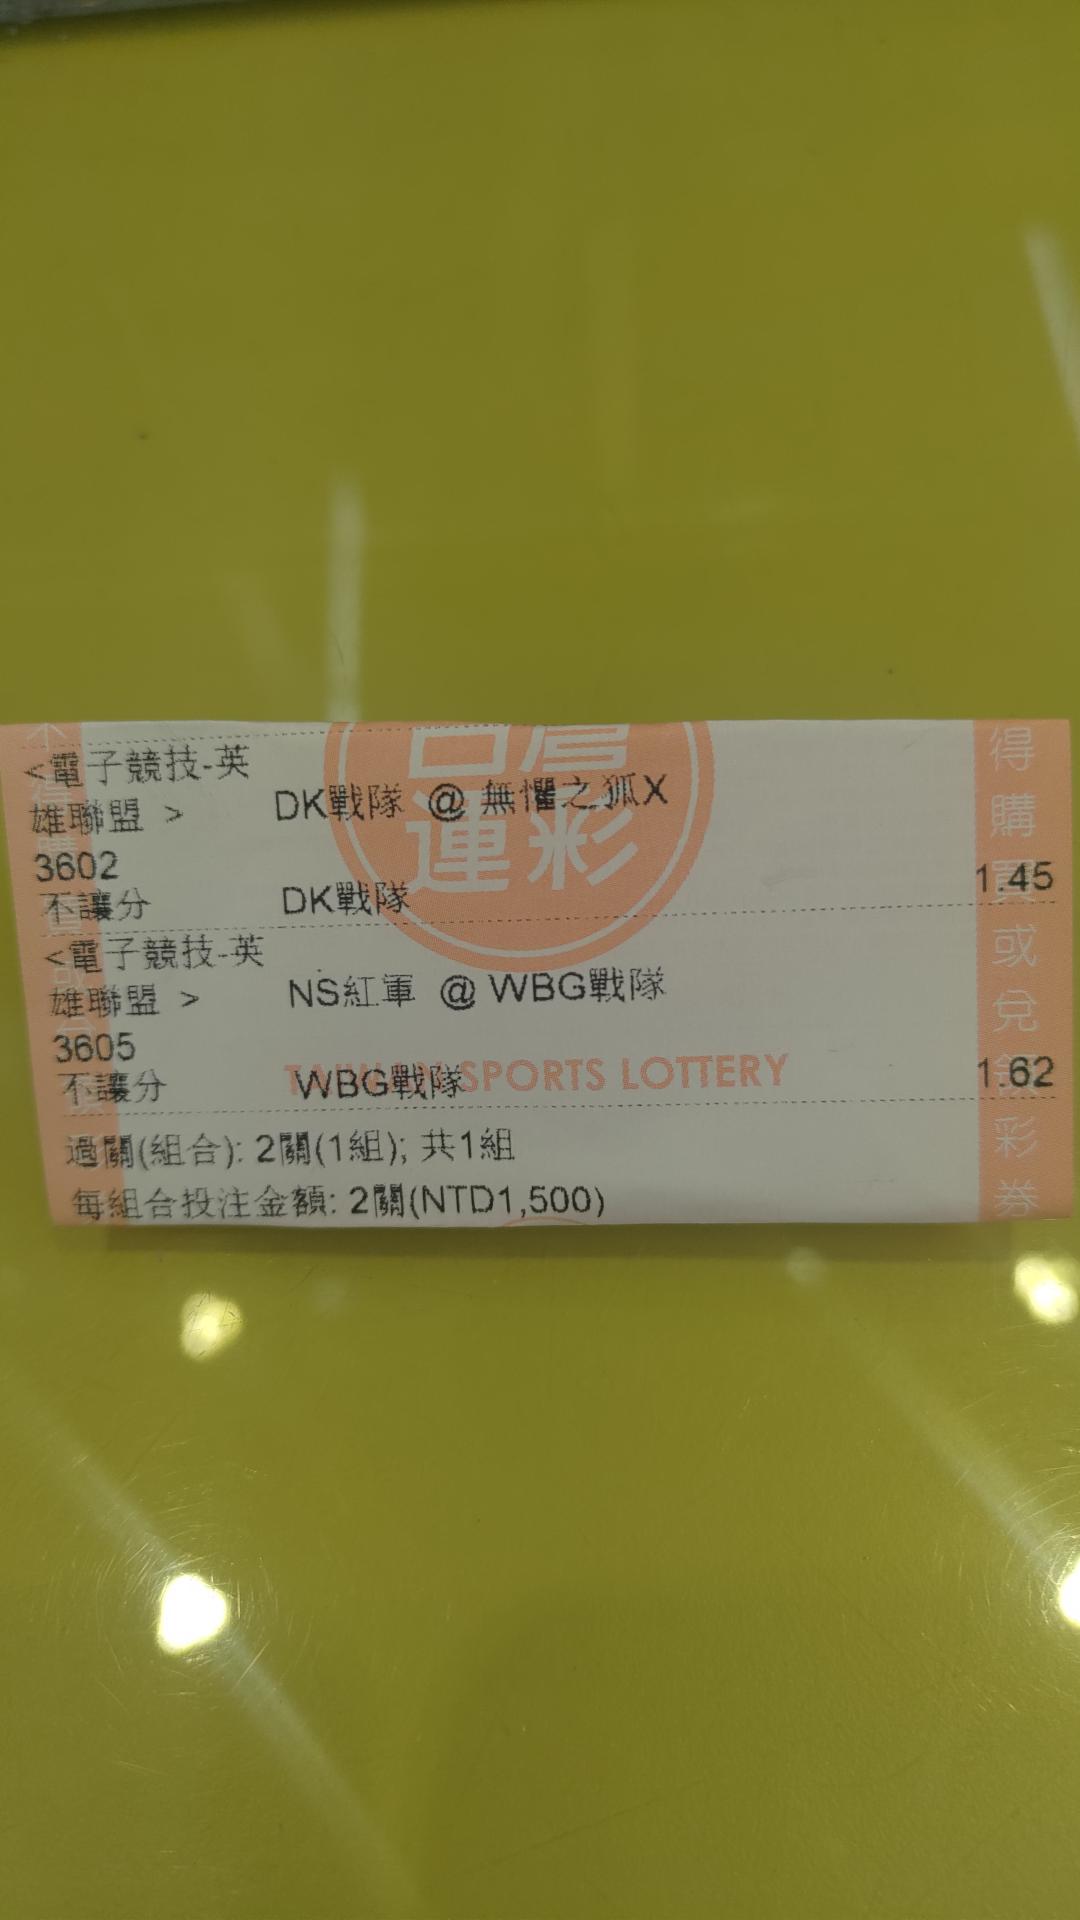 <電子競技-英
雄聯盟 > DK戰隊 @ 無懼之狐X
3602 1.45
不讓分 DK戰隊
<電子競技-英
雄聯盟 > NS紅軍 @ WBG戰隊
3605 1.62
不讓分 WBG戰隊
過關(組合): 2關(1組); 共1組
每組合投注金額: 2關(NTD1,500)
運彩
SPORTS LOTTERY
得購買或兌領彩券